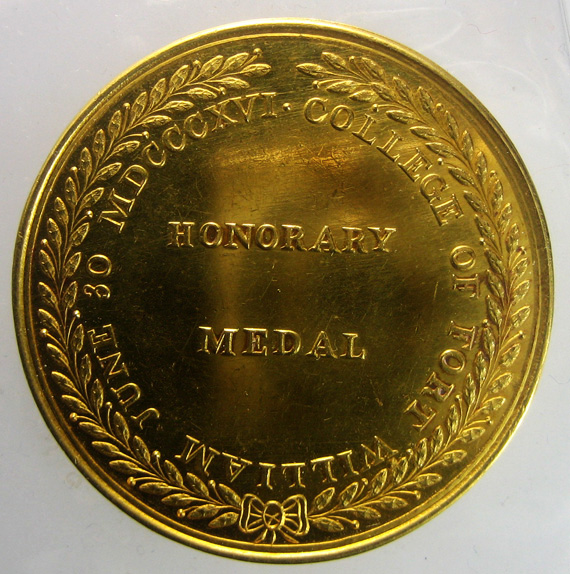 COLLEGE OF FORT WILLIAM JUNE 30 MDCCCXVI·
HONORARY
MEDAL